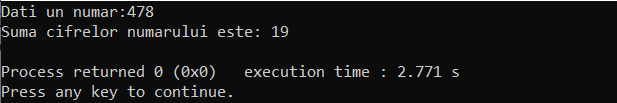 Dati un numar:478
Suma cifrelor numarului este: 19
Process returned 0 (0x0)   execution time : 2.771 s
Press any key to continue.